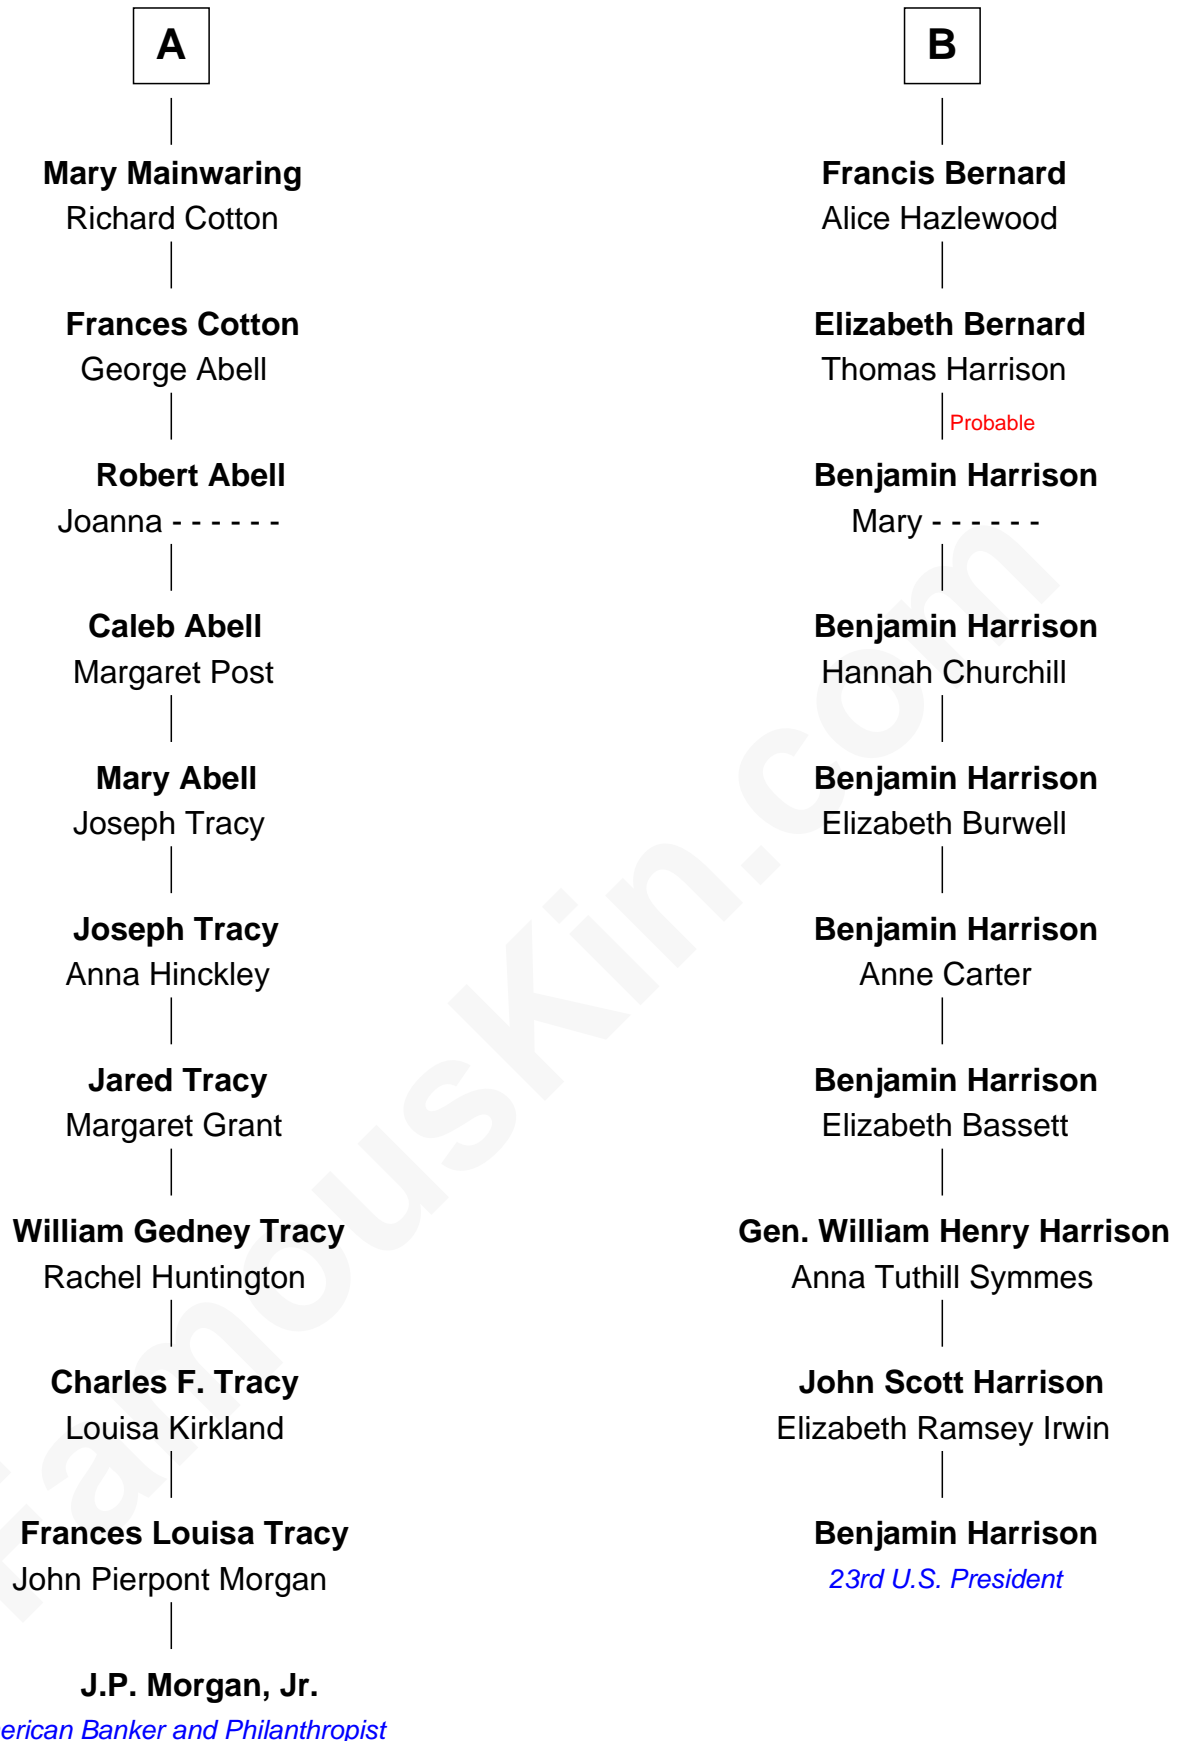 A
Mary Mainwaring
Richard Cotton
Frances Cotton
George Abell
Robert Abell
Joanna - - - - - -
Caleb Abell
Margaret Post
Mary Abell
Joseph Tracy
Joseph Tracy
Anna Hinckley
Jared Tracy
Margaret Grant
William Gedney Tracy
Rachel Huntington
Charles F. Tracy
Louisa Kirkland
Frances Louisa Tracy
John Pierpont Morgan
J.P. Morgan, Jr.
erican Banker and Philanthropist
B
Francis Bernard
Alice Hazlewood
Elizabeth Bernard
Thomas Harrison
Probable
Benjamin Harrison
Mary - - - - - -
Benjamin Harrison
Hannah Churchill
Benjamin Harrison
Elizabeth Burwell
Benjamin Harrison
Anne Carter
Benjamin Harrison
Elizabeth Bassett
Gen. William Henry Harrison
Anna Tuthill Symmes
John Scott Harrison
Elizabeth Ramsey Irwin
Benjamin Harrison
23rd U.S. President
FamousKin.com